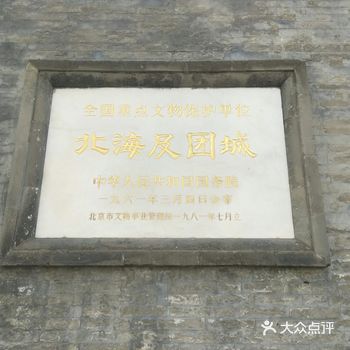 全国重点文物保护单位
北海及团城
中华人民共和国国务院
一九六一年三月四日公布
北京市文物事业管理局一九八一年七月立
大众点评